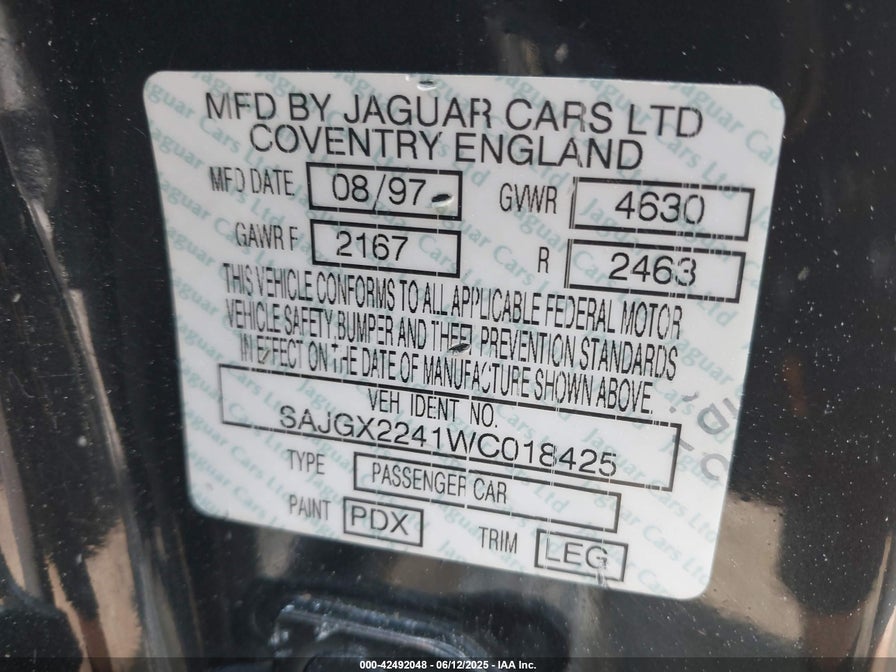 MFD BY JAGUAR CARS LTD
COVENTRY ENGLAND
MFD DATE 08/97 GVWR 4630
GAWR F 2167 R 2463
THIS VEHICLE CONFORMS TO ALL APPLICABLE FEDERAL MOTOR
VEHICLE SAFETY BUMPER AND THEFT PREVENTION STANDARDS
IN EFFECT ON THE DATE OF MANUFACTURE SHOWN ABOVE.
VEH IDENT NO.
SAJGX2241WC018425
TYPE PASSENGER CAR
PAINT PDX TRIM LEG
000-42492048 - 06/12/2025 - IAA Inc.